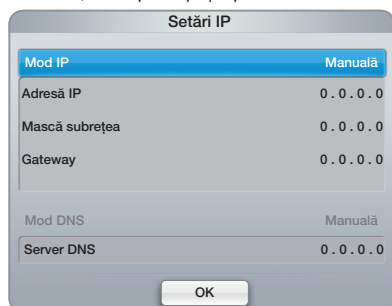 Setări IP
Mod IP Manuală
Adresă IP 0 . 0 . 0 . 0
Mască subrețea 0 . 0 . 0 . 0
Gateway 0 . 0 . 0 . 0
Mod DNS Manuală
Server DNS 0 . 0 . 0 . 0
OK